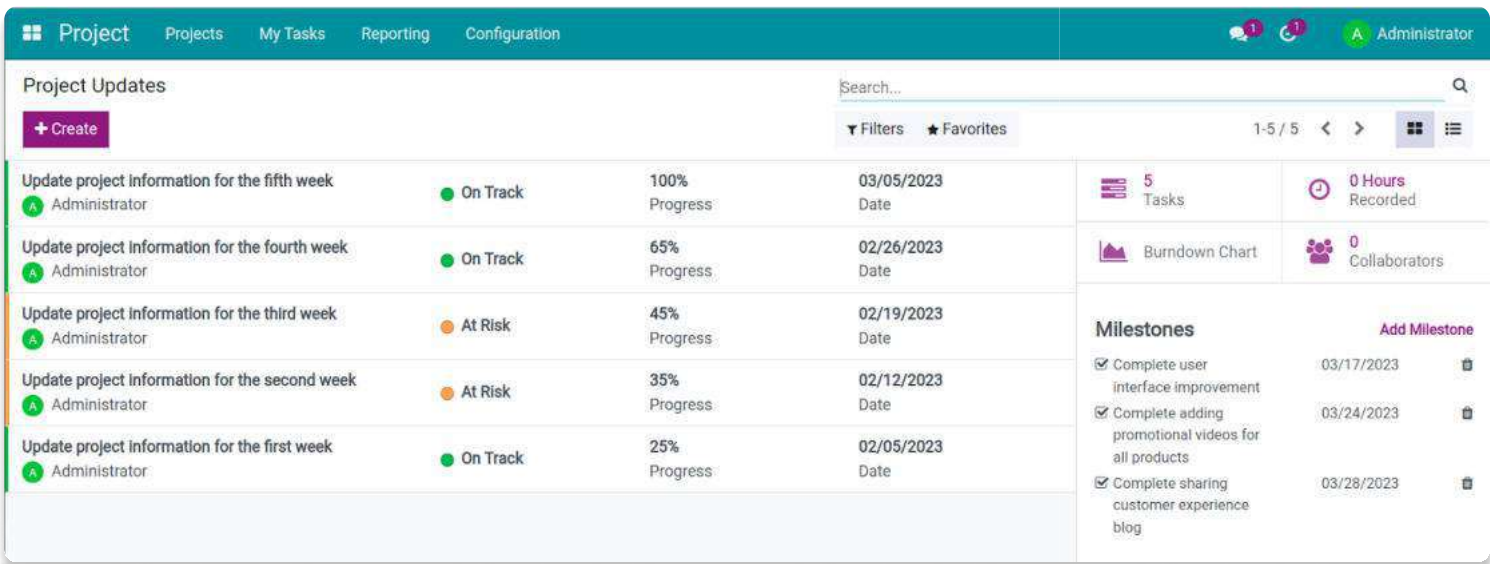 Project Projects My Tasks Reporting Configuration 1 1 A Administrator
Project Updates
Search...
+ Create
Filters Favorites 1-5 / 5
Update project information for the fifth week
A Administrator
On Track
100%
Progress
03/05/2023
Date
Update project information for the fourth week
A Administrator
On Track
65%
Progress
02/26/2023
Date
Update project information for the third week
A Administrator
At Risk
45%
Progress
02/19/2023
Date
Update project information for the second week
A Administrator
At Risk
35%
Progress
02/12/2023
Date
Update project information for the first week
A Administrator
On Track
25%
Progress
02/05/2023
Date
5
Tasks
0 Hours
Recorded
Burndown Chart
0
Collaborators
Milestones Add Milestone
Complete user 03/17/2023
interface improvement
Complete adding 03/24/2023
promotional videos for
all products
Complete sharing 03/28/2023
customer experience
blog